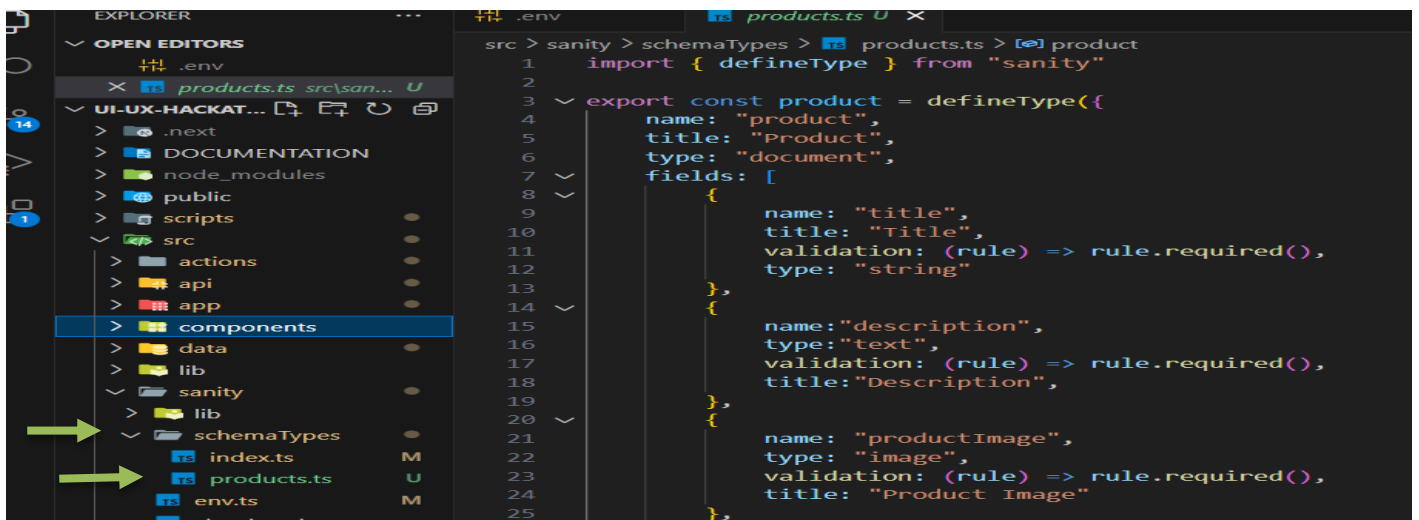 EXPLORER
OPEN EDITORS
.env
products.ts src\san... U
UI-UX-HACKAT...
.next
DOCUMENTATION
node_modules
public
scripts
src
actions
api
app
components
data
lib
sanity
lib
schemaTypes
index.ts M
products.ts U
env.ts M
14
1
.env
products.ts U
src > sanity > schemaTypes > products.ts > product
1 import { defineType } from "sanity"
2
3 export const product = defineType({
4 name: "product",
5 title: "Product",
6 type: "document",
7 fields: [
8 {
9 name: "title",
10 title: "Title",
11 validation: (rule) => rule.required(),
12 type: "string"
13 },
14 {
15 name:"description",
16 type:"text",
17 validation: (rule) => rule.required(),
18 title:"Description",
19 },
20 {
21 name: "productImage",
22 type: "image",
23 validation: (rule) => rule.required(),
24 title: "Product Image"
25 },